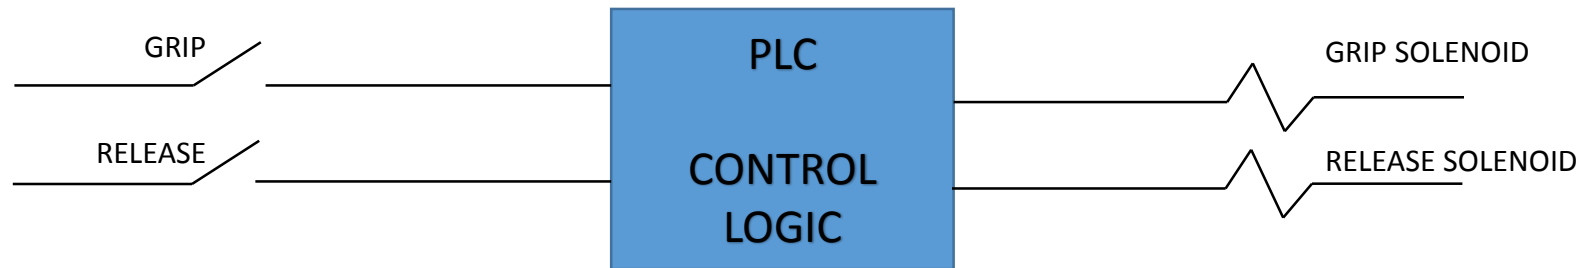 GRIP
RELEASE
PLC
CONTROL
LOGIC
GRIP SOLENOID
RELEASE SOLENOID